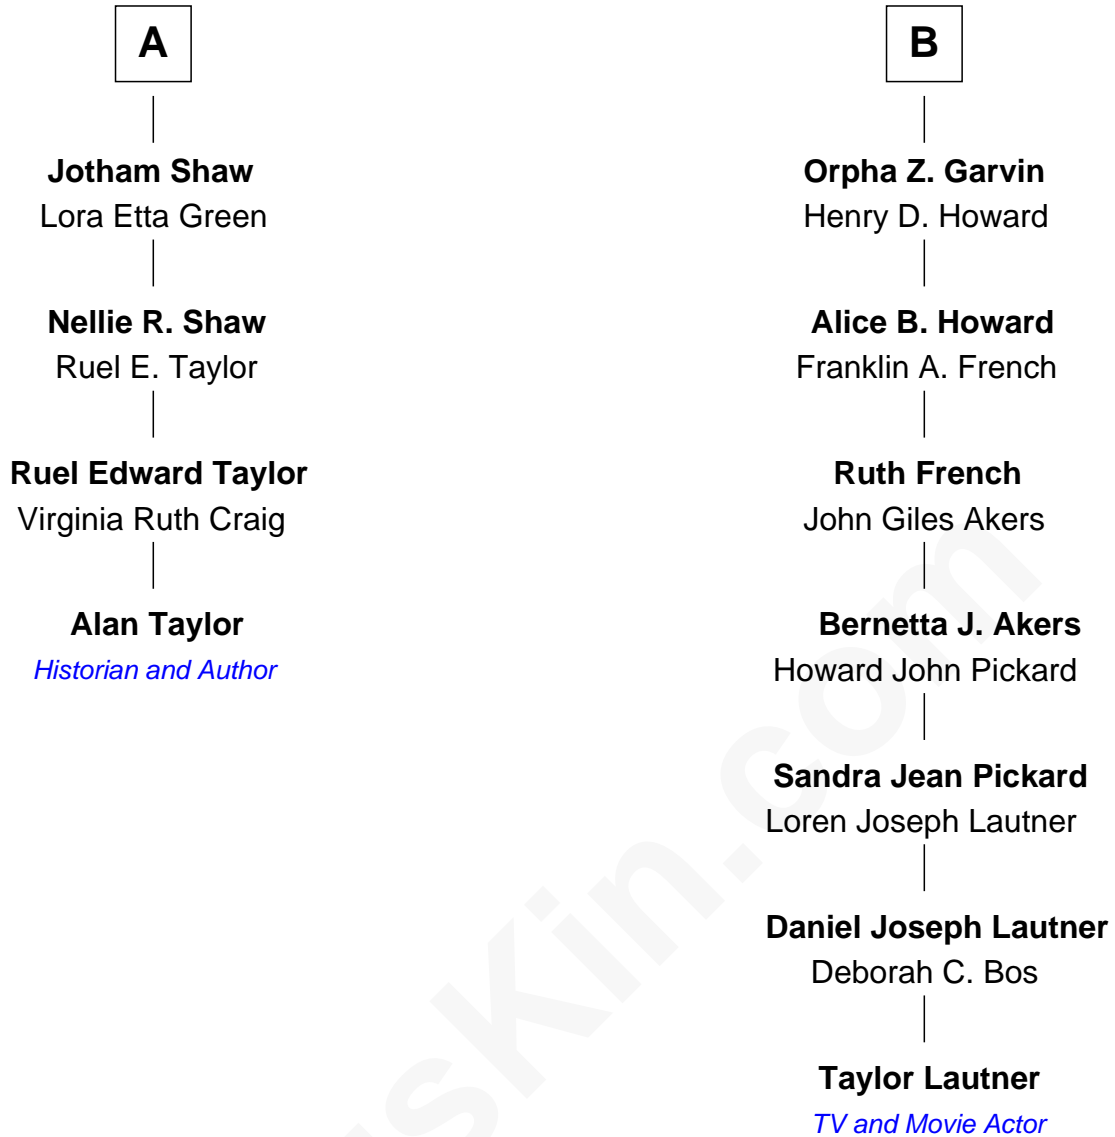 A
Jotham Shaw
Lora Etta Green
Nellie R. Shaw
Ruel E. Taylor
Ruel Edward Taylor
Virginia Ruth Craig
Alan Taylor
Historian and Author
B
Orpha Z. Garvin
Henry D. Howard
Alice B. Howard
Franklin A. French
Ruth French
John Giles Akers
Bernetta J. Akers
Howard John Pickard
Sandra Jean Pickard
Loren Joseph Lautner
Daniel Joseph Lautner
Deborah C. Bos
Taylor Lautner
TV and Movie Actor